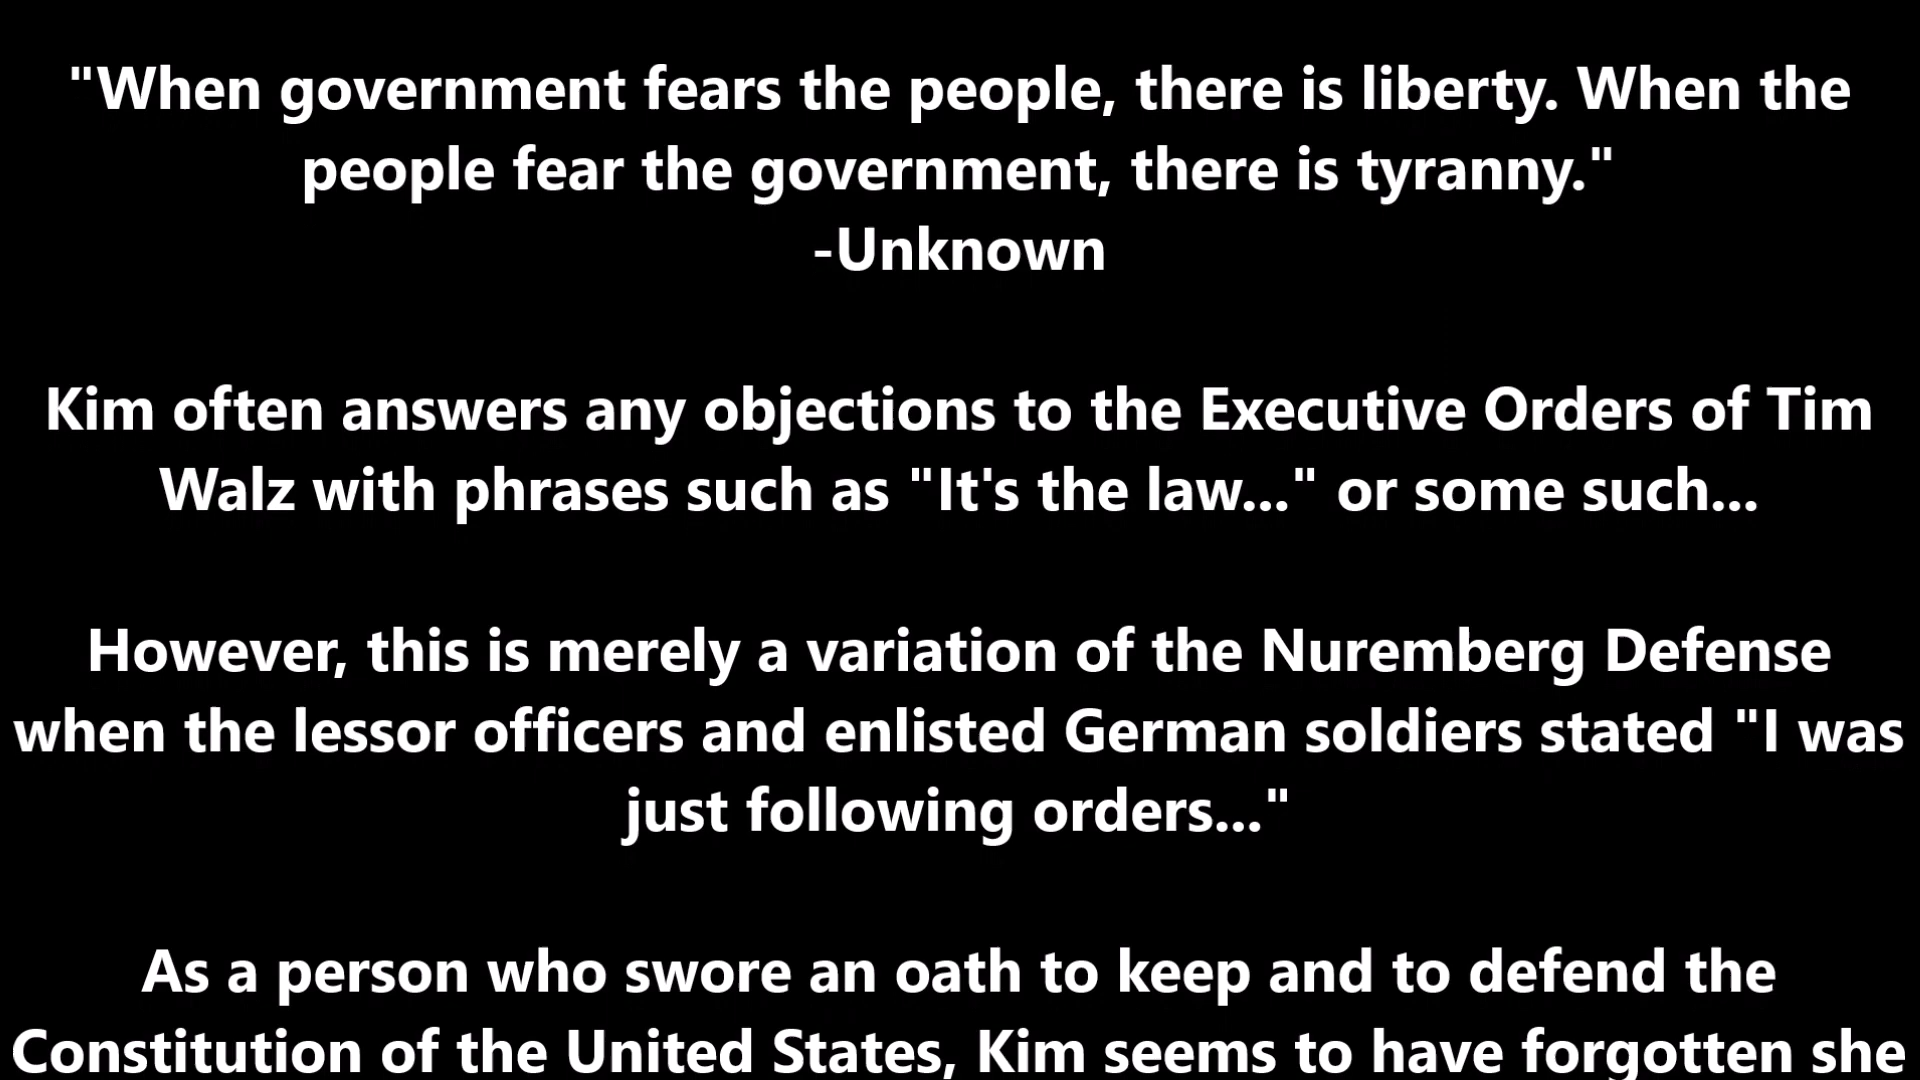 "When government fears the people, there is liberty. When the
people fear the government, there is tyranny."
-Unknown
Kim often answers any objections to the Executive Orders of Tim
Walz with phrases such as "It's the law..." or some such...
However, this is merely a variation of the Nuremberg Defense
when the lessor officers and enlisted German soldiers stated "I was
just following orders..."
As a person who swore an oath to keep and to defend the
Constitution of the United States, Kim seems to have forgotten she